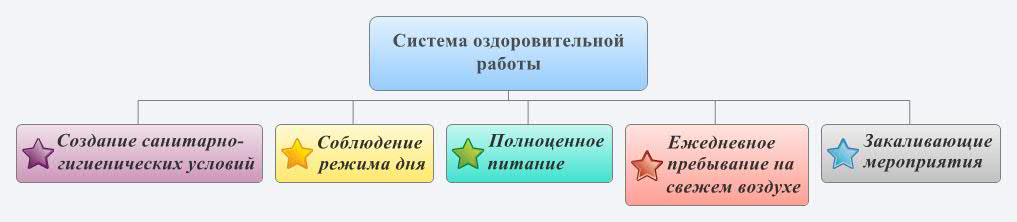 Система оздоровительной
работы
Создание санитарно-
гигиенических условий
Соблюдение
режима дня
Полноценное
питание
Ежедневное
пребывание на
свежем воздухе
Закаливающие
мероприятия